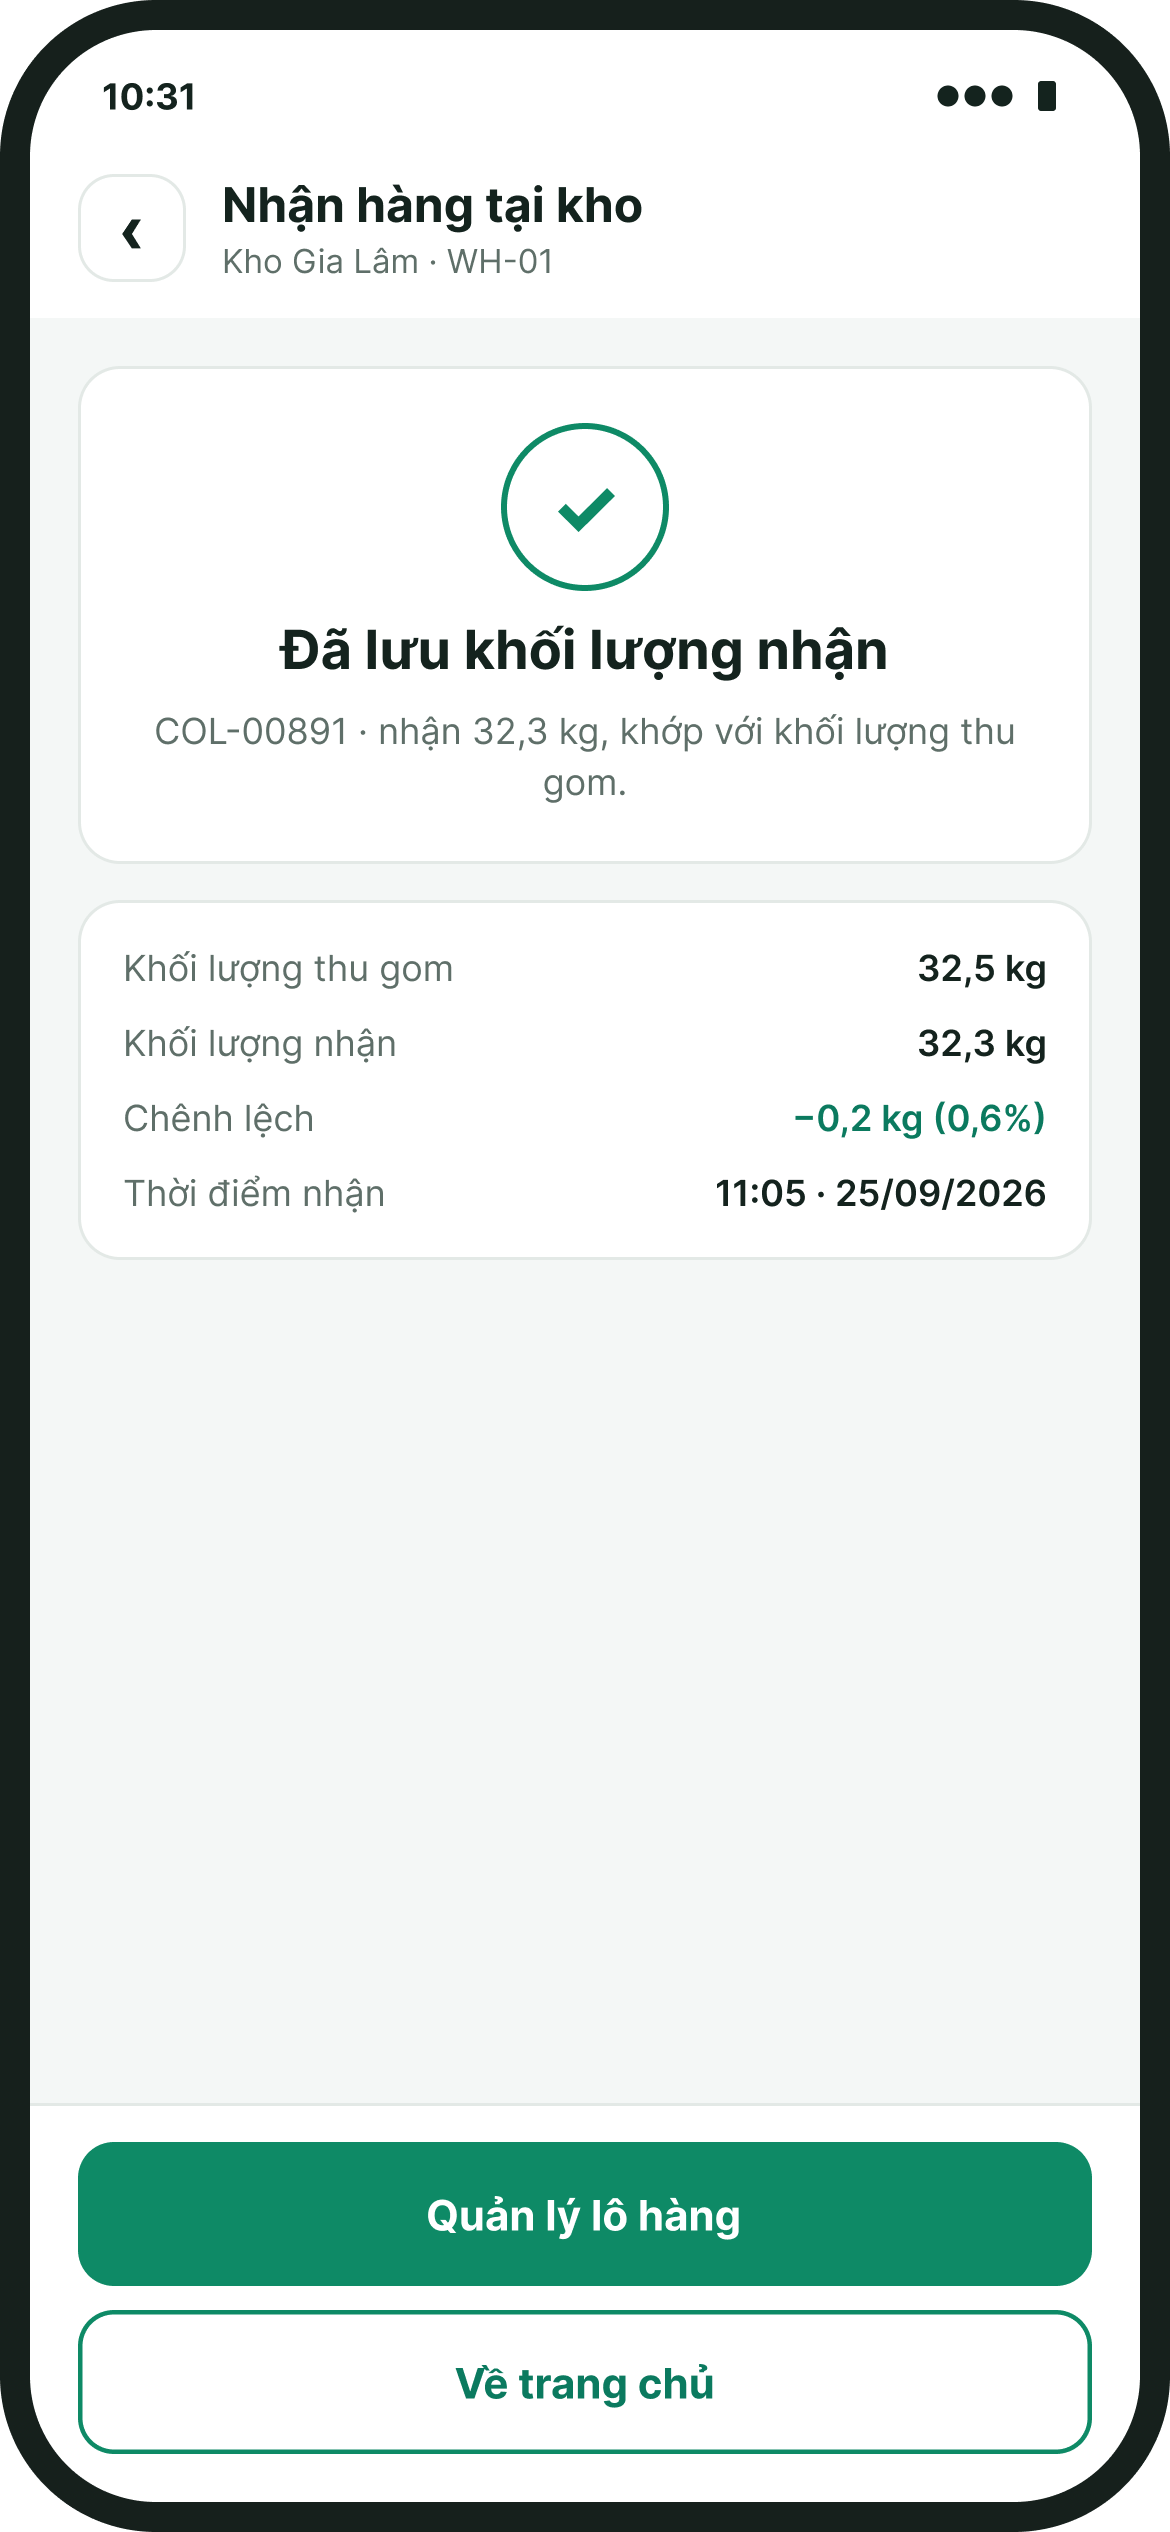 10:31
Nhận hàng tại kho
Kho Gia Lâm · WH-01
Đã lưu khối lượng nhận
COL-00891 · nhận 32,3 kg, khớp với khối lượng thu
gom.
Khối lượng thu gom 32,5 kg
Khối lượng nhận 32,3 kg
Chênh lệch −0,2 kg (0,6%)
Thời điểm nhận 11:05 · 25/09/2026
Quản lý lô hàng
Về trang chủ